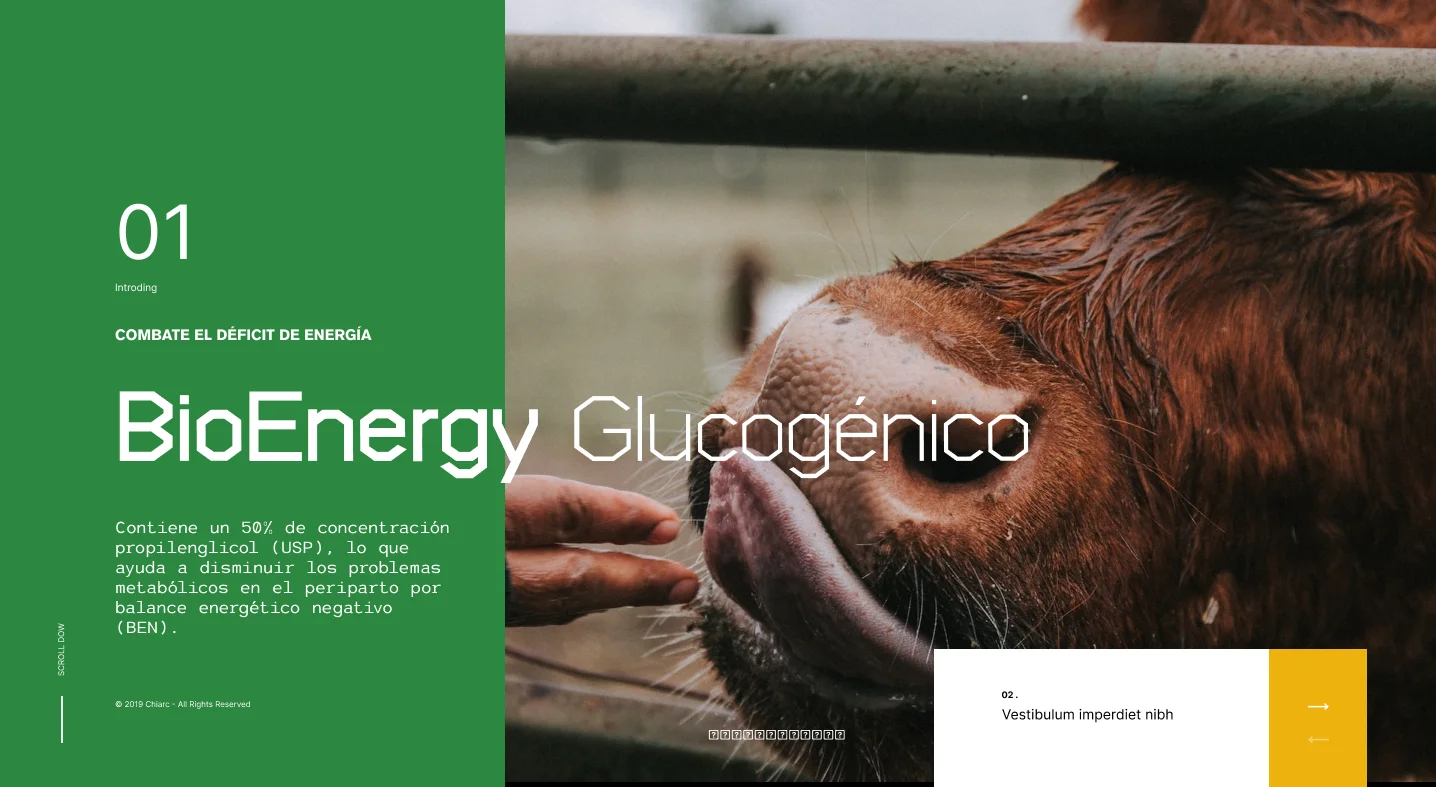 01
Introding
COMBATE EL DÉFICIT DE ENERGÍA
BioEnergy Glucogénico
Contiene un 50% de concentración
propilenglicol (USP), lo que
ayuda a disminuir los problemas
metabólicos en el periparto por
balance energético negativo
(BEN).
SCROLL DOW
© 2019 Chiarc - All Rights Reserved
02.
Vestibulum imperdiet nibh